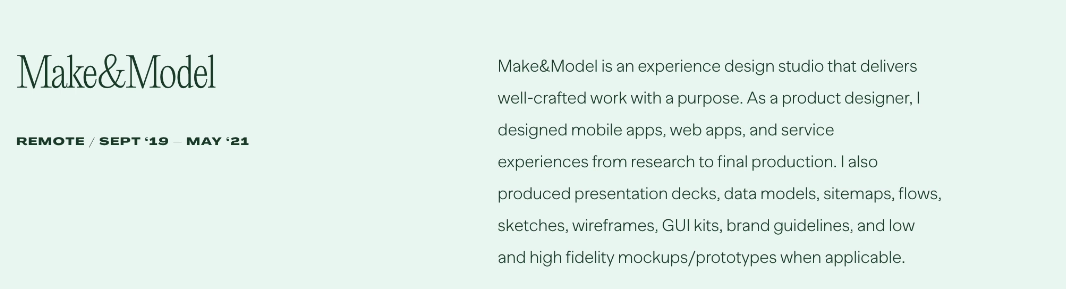 Make&Model
REMOTE / SEPT ‘19 – MAY ‘21
Make&Model is an experience design studio that delivers
well-crafted work with a purpose. As a product designer, I
designed mobile apps, web apps, and service
experiences from research to final production. I also
produced presentation decks, data models, sitemaps, flows,
sketches, wireframes, GUI kits, brand guidelines, and low
and high fidelity mockups/prototypes when applicable.